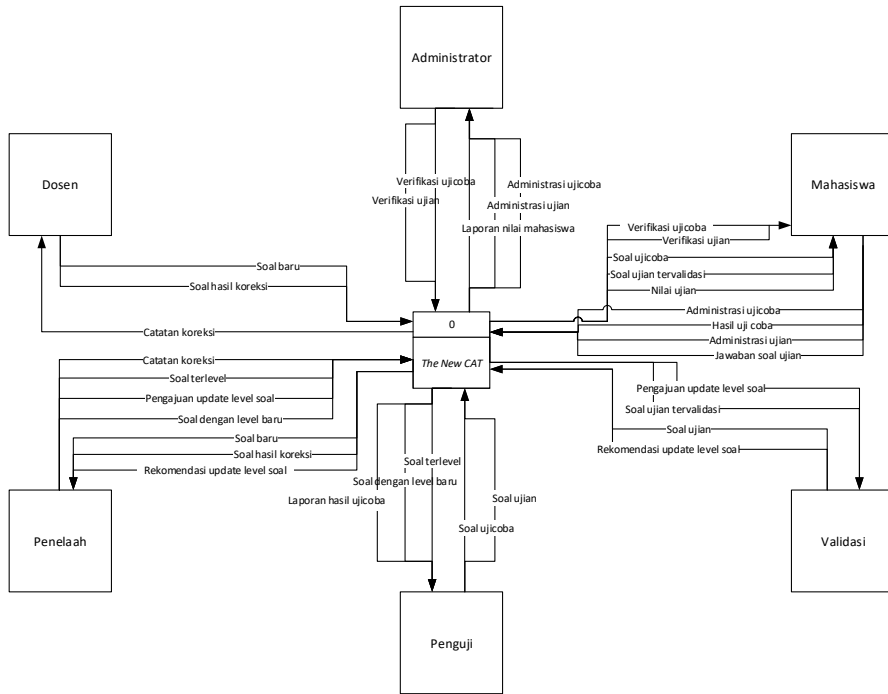 Administrator
Dosen
Mahasiswa
Verifikasi ujicoba
Verifikasi ujian
Administrasi ujicoba
Administrasi ujian
Laporan nilai mahasiswa
Verifikasi ujicoba
Verifikasi ujian
Soal ujicoba
Soal ujian tervalidasi
Nilai ujian
Soal baru
Soal hasil koreksi
Catatan koreksi
0
The New CAT
Administrasi ujicoba
Hasil uji coba
Administrasi ujian
Jawaban soal ujian
Catatan koreksi
Soal terlevel
Pengajuan update level soal
Soal dengan level baru
Soal baru
Soal hasil koreksi
Rekomendasi update level soal
Pengajuan update level soal
Soal ujian tervalidasi
Soal ujian
Rekomendasi update level soal
Soal terlevel
Soal dengan level baru
Laporan hasil ujicoba
Soal ujian
Soal ujicoba
Penelaah
Validasi
Penguji